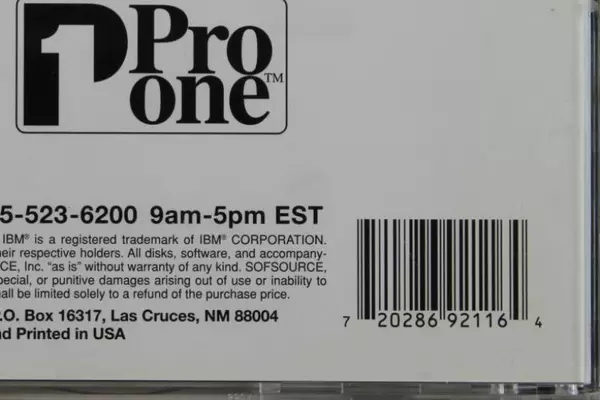 1 Pro
one™
5-523-6200 9am-5pm EST
IBM® is a registered trademark of IBM® CORPORATION.
heir respective holders. All disks, software, and accompany-
CE, Inc. "as is" without warranty of any kind. SOFSOURCE,
pecial, or punitive damages arising out of use or inability to
all be limited solely to a refund of the purchase price.
.O. Box 16317, Las Cruces, NM 88004
nd Printed in USA
7 20286 92116 4